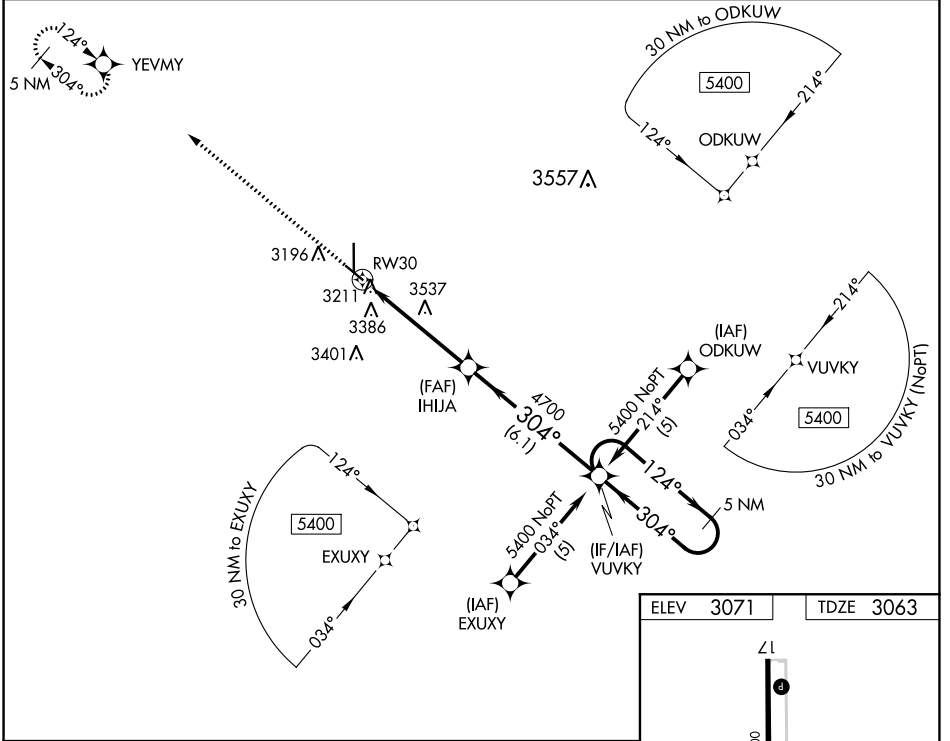 124°
304°
5 NM
YEVMY
30 NM to ODKUW
5400
214°
124°
ODKUW
3557
3196
RW30
3211
3537
3386
3401
(FAF)
IHIJA
4700
304°
(6.1)
(IAF)
ODKUW
5400 NoPT
214°
(5)
214°
VUVKY
5400
034°
30 NM to VUVKY (NoPT)
124°
304°
5 NM
(IF/IAF)
VUVKY
5400 NoPT
034°
(5)
(IAF)
EXUXY
30 NM to EXUXY
124°
5400
EXUXY
034°
ELEV 3071
TDZE 3063
17
P